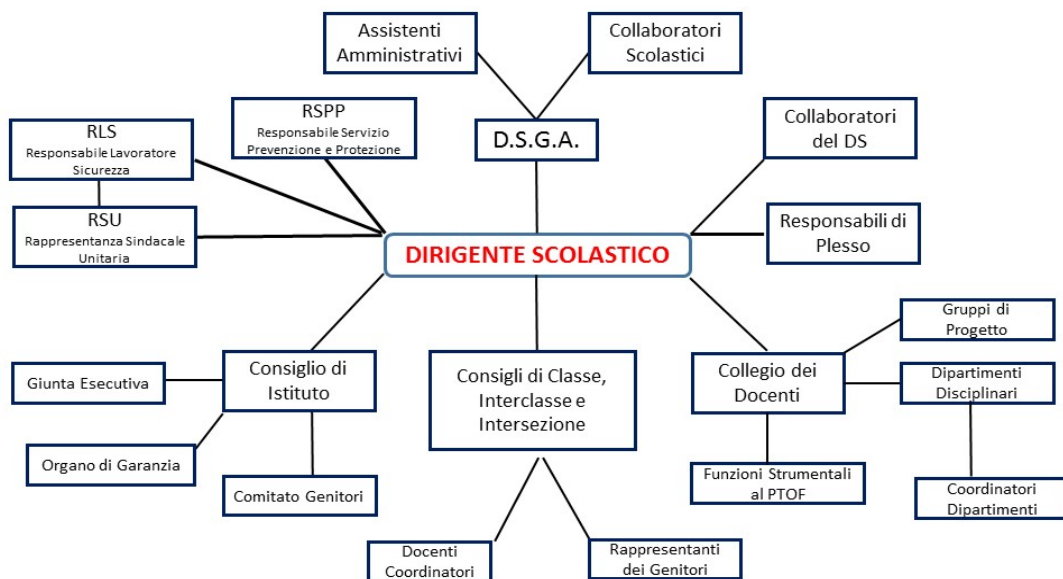 Assistenti
Amministrativi
Collaboratori
Scolastici
RSPP
Responsabile Servizio
Prevenzione e Protezione
D.S.G.A.
Collaboratori
del DS
RLS
Responsabile Lavoratore
Sicurezza
RSU
Rappresentanza Sindacale
Unitaria
Responsabili di
Plesso
DIRIGENTE SCOLASTICO
Gruppi di
Progetto
Giunta Esecutiva
Consiglio di
Istituto
Consigli di Classe,
Interclasse e
Intersezione
Collegio dei
Docenti
Dipartimenti
Disciplinari
Organo di Garanzia
Comitato Genitori
Funzioni Strumentali
al PTOF
Coordinatori
Dipartimenti
Docenti
Coordinatori
Rappresentanti
dei Genitori